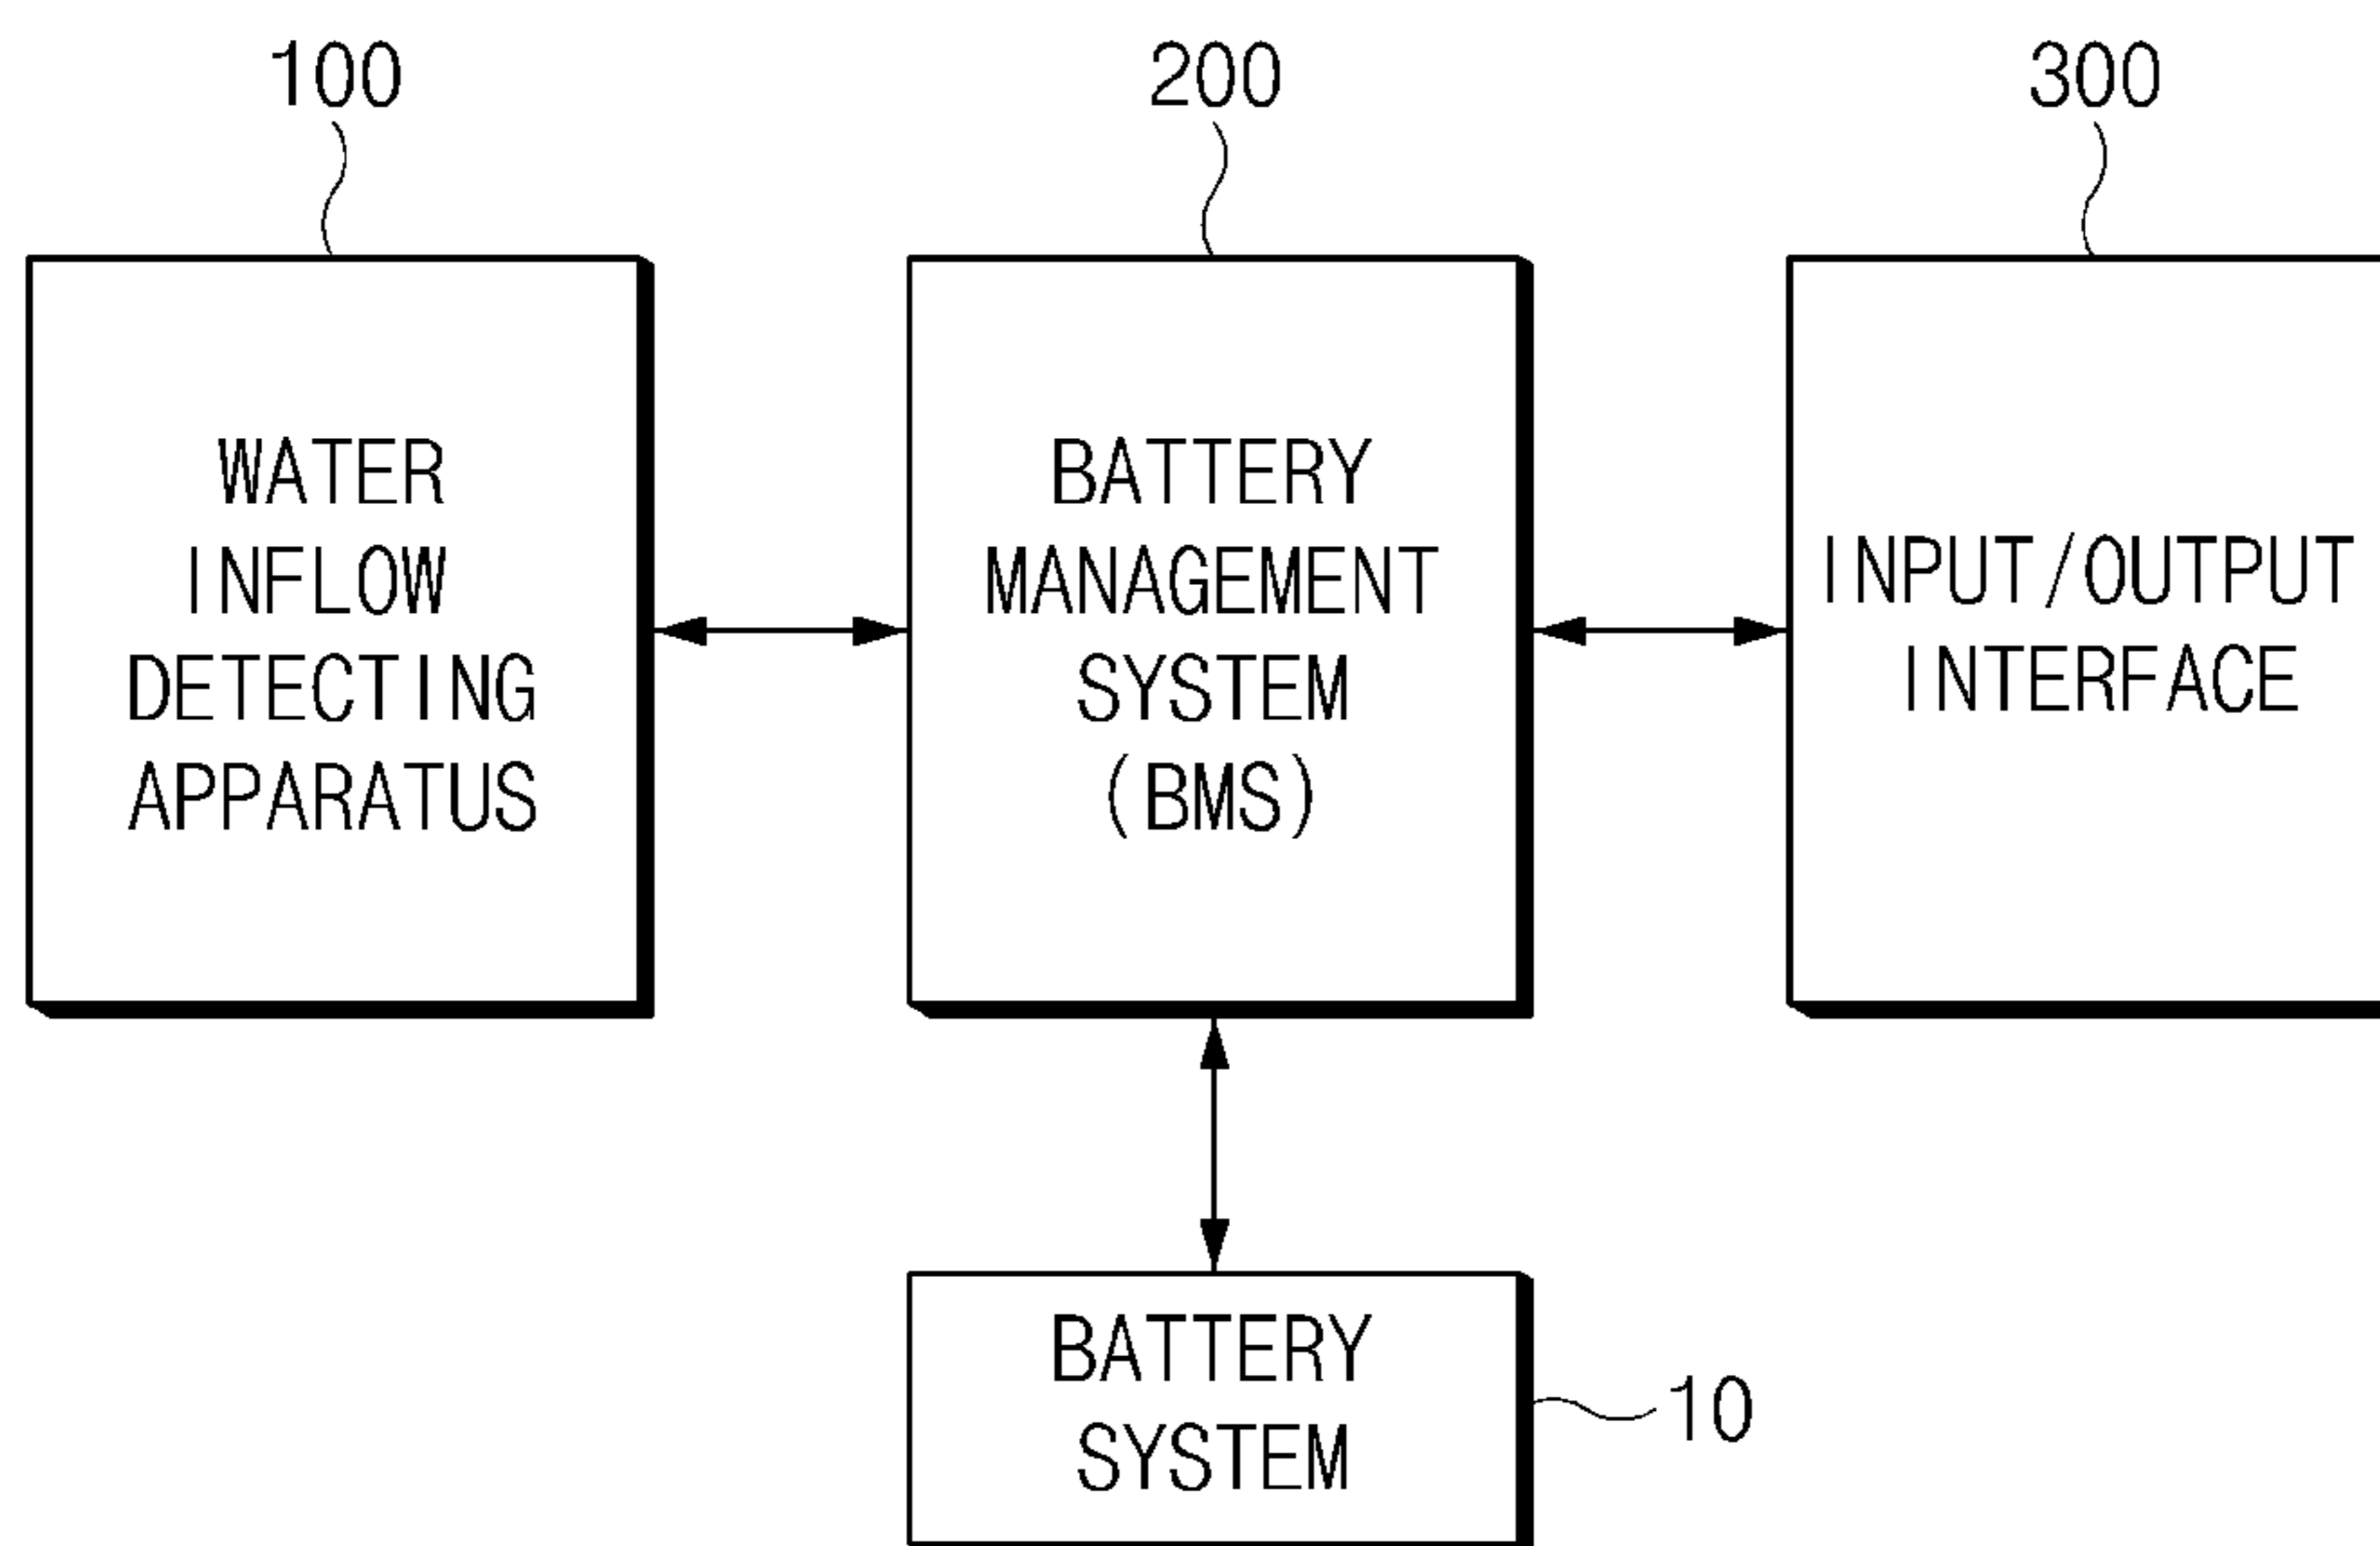 100
200
300
WATER
INFLOW
DETECTING
APPARATUS
BATTERY
MANAGEMENT
SYSTEM
(BMS)
INPUT/OUTPUT
INTERFACE
BATTERY
SYSTEM
10